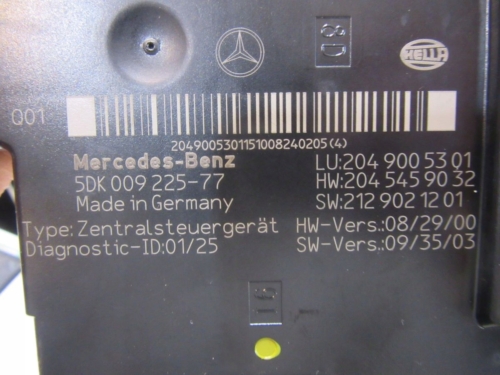 D8
HELLA
Q01
2049005301151008240205(4)
Mercedes-Benz LU:204 900 53 01
5DK 009 225-77 HW:204 545 90 32
Made in Germany SW:212 902 12 01
Type: Zentralsteuergerät HW-Vers.:08/29/00
Diagnostic-ID:01/25 SW-Vers.:09/35/03